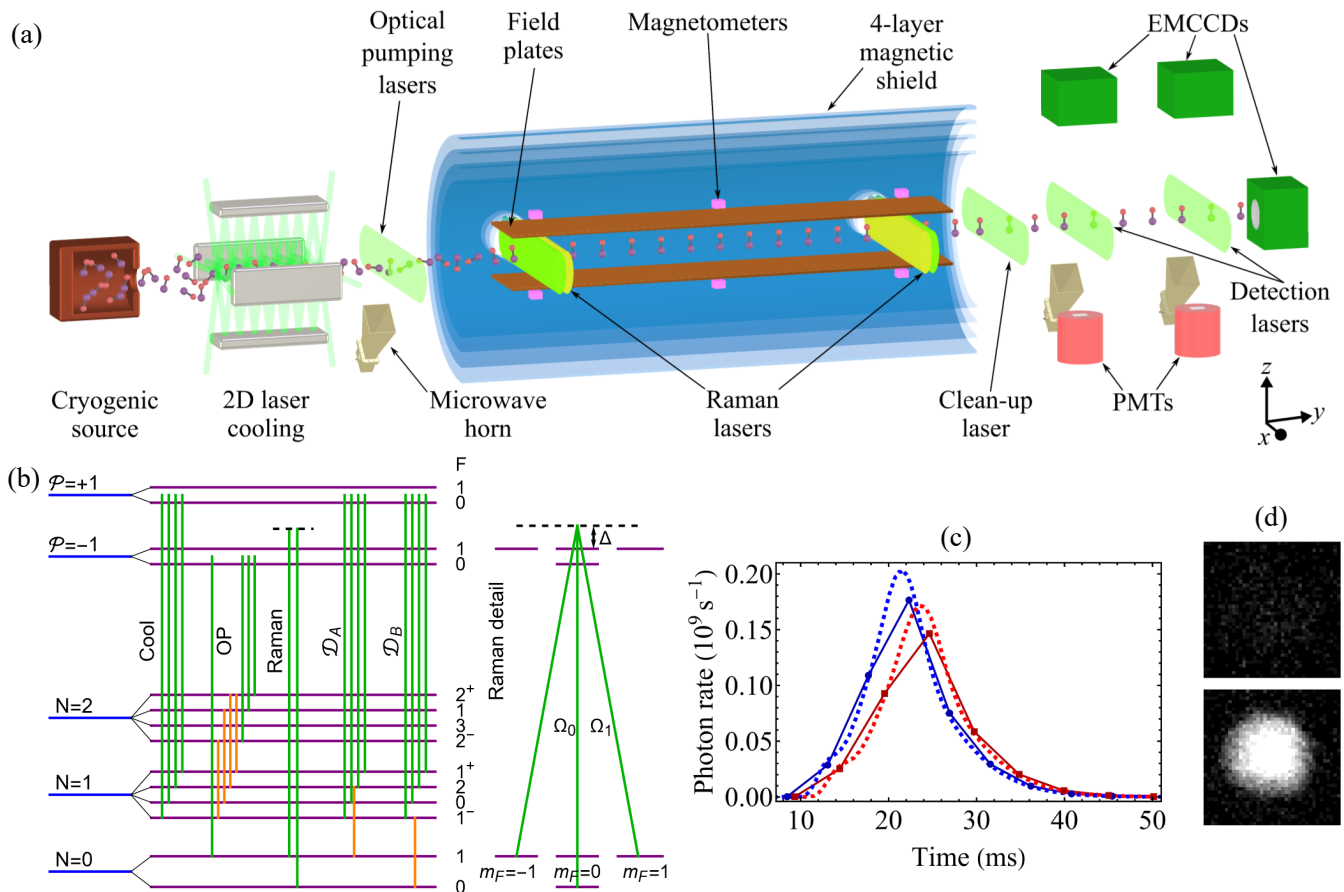 (a)
Optical
pumping
lasers
Field
plates
Magnetometers
4-layer
magnetic
shield
EMCCDs
Cryogenic
source
2D laser
cooling
Microwave
horn
Raman
lasers
Clean-up
laser
PMTs
Detection
lasers
z
y
x
(b)
F
𝒫=+1
1
0
𝒫=-1
1
0
Cool
OP
Raman
𝒟A
𝒟B
N=2
2+
1
3
2-
N=1
1+
2
0
1-
N=0
1
0
Raman detail
Δ
Ω0
Ω1
mF=-1
mF=0
mF=1
(c)
Photon rate (10⁹ s⁻¹)
0.20
0.15
0.10
0.05
0.00
10 20 30 40 50
Time (ms)
(d)